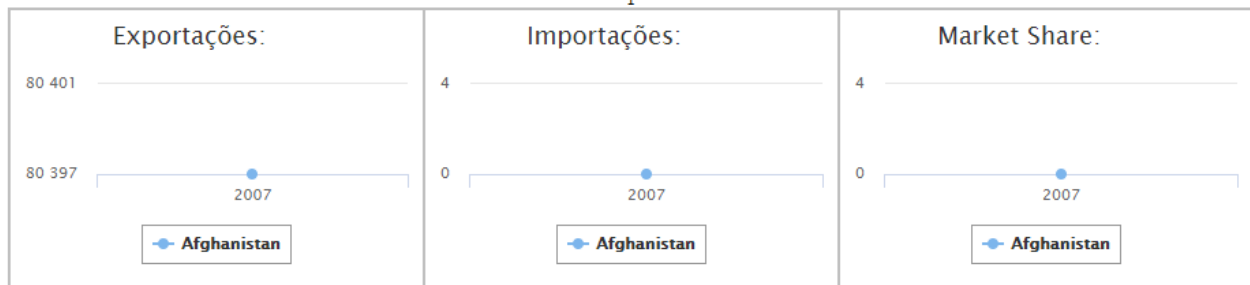 Exportações:
80 401
80 397
2007
Afghanistan
Importações:
4
0
2007
Afghanistan
Market Share:
4
0
2007
Afghanistan